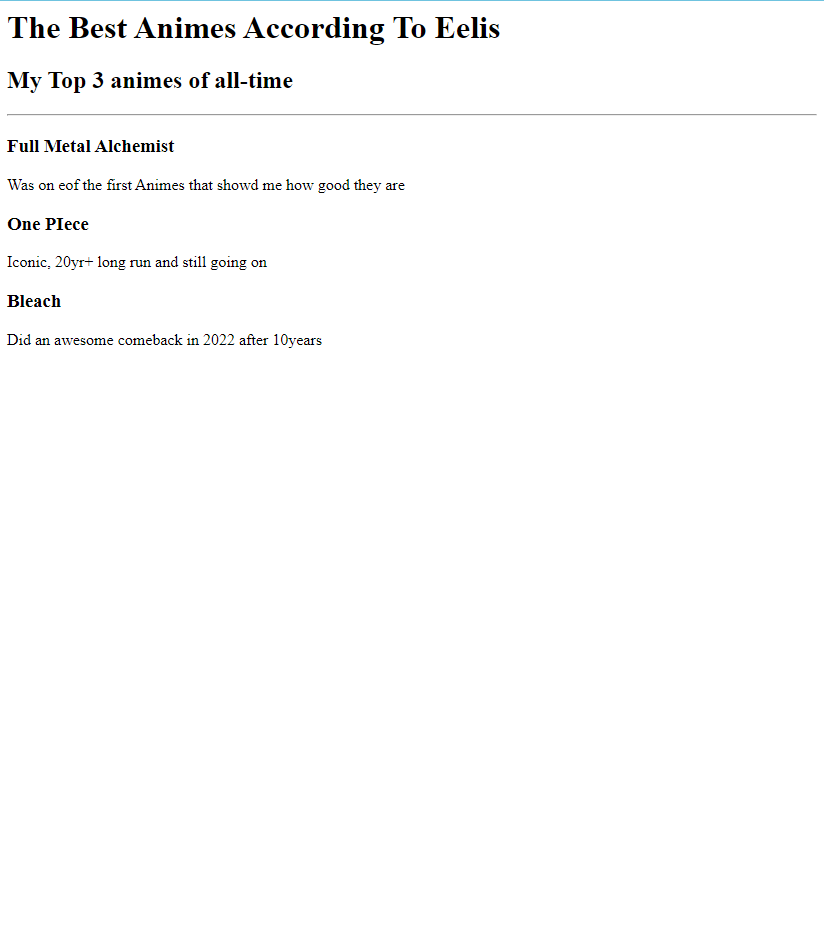 The Best Animes According To Eelis
My Top 3 animes of all-time
Full Metal Alchemist
Was on eof the first Animes that showd me how good they are
One PIece
Iconic, 20yr+ long run and still going on
Bleach
Did an awesome comeback in 2022 after 10years